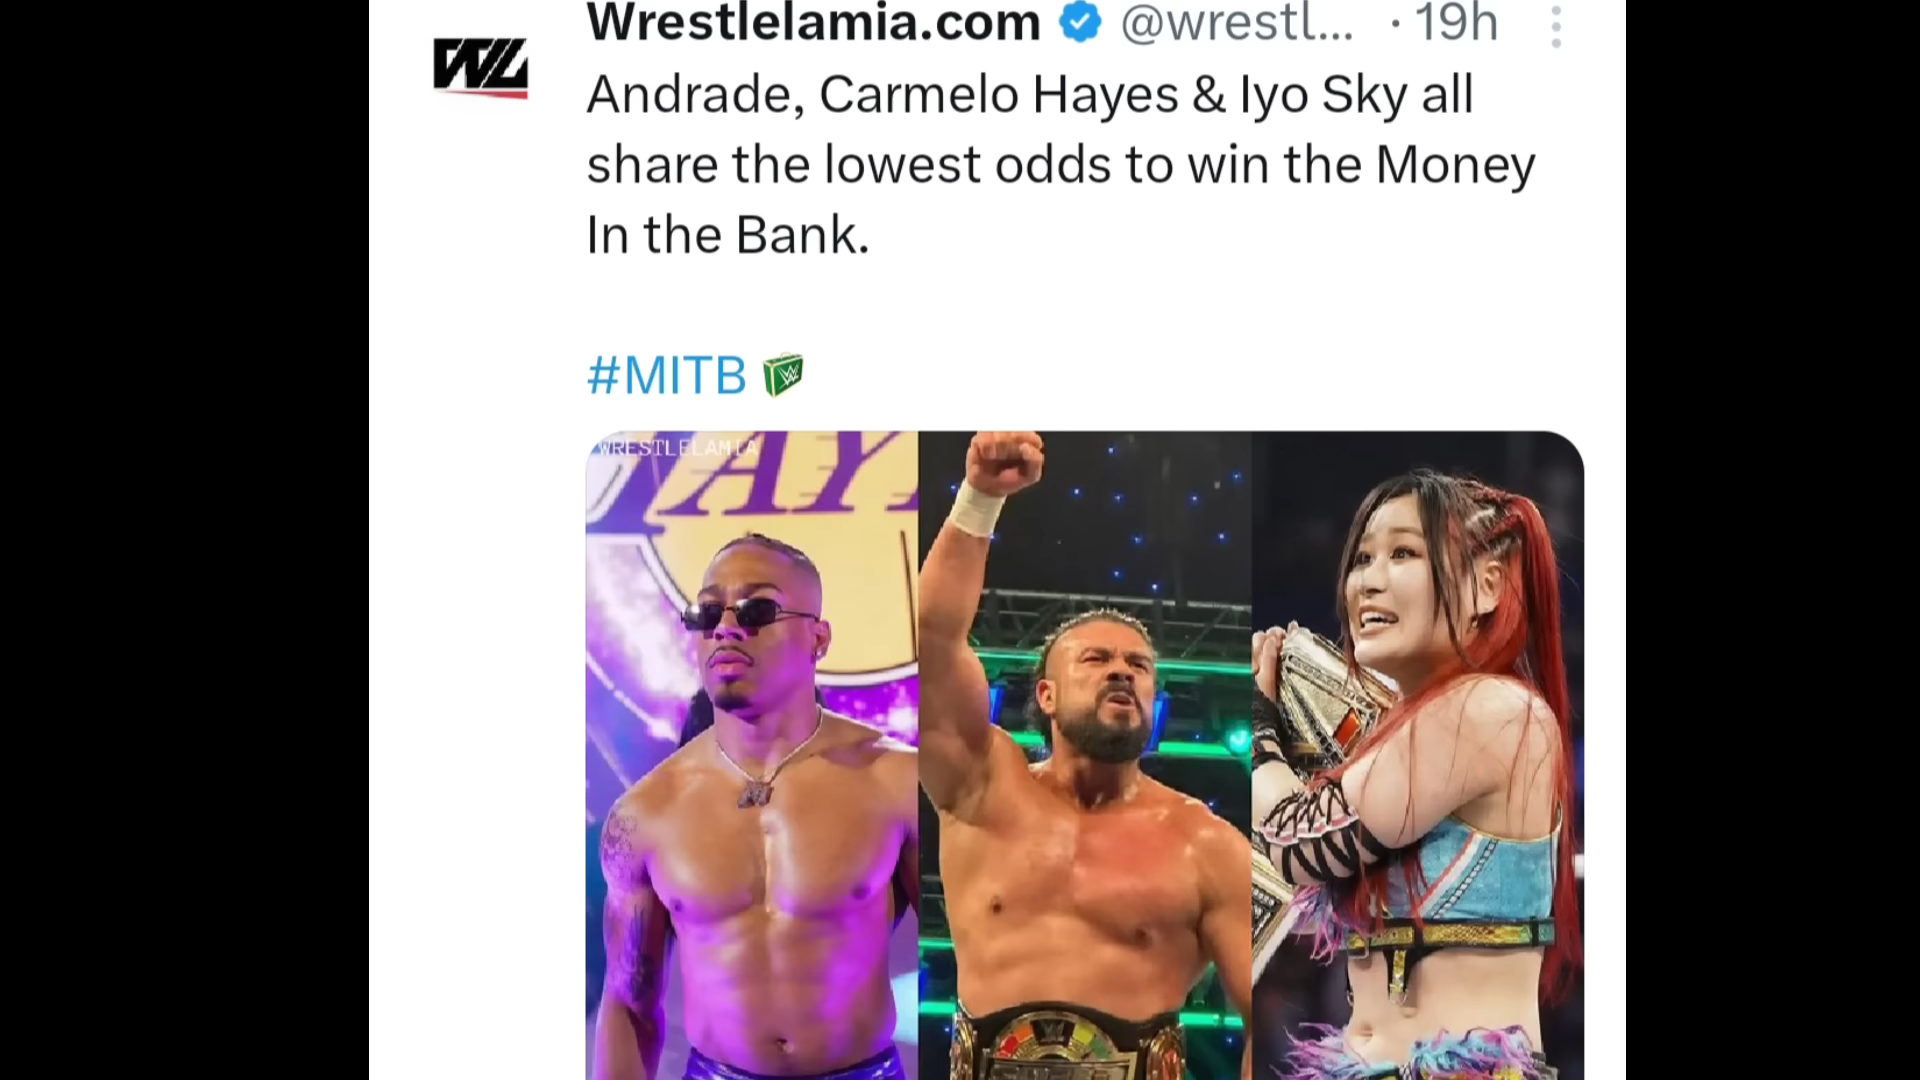 Wrestlelamia.com @wrestl... · 19h
WL
Andrade, Carmelo Hayes & Iyo Sky all
share the lowest odds to win the Money
In the Bank.
#MITB
WRESTLELAMIA
AY